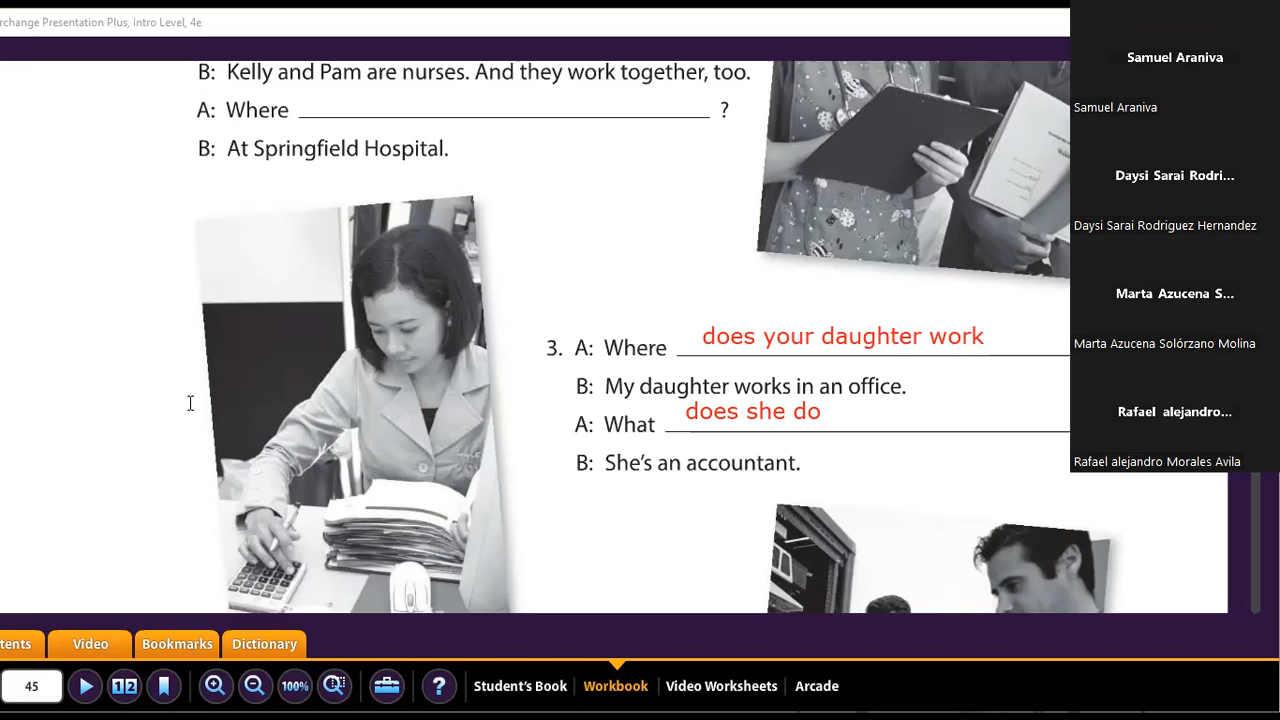 rchange Presentation Plus, Intro Level, 4e
Samuel Araniva
Samuel Araniva
Daysi Sarai Rodri...
Daysi Sarai Rodriguez Hernandez
Marta Azucena S...
Marta Azucena Solórzano Molina
Rafael alejandro...
Rafael alejandro Morales Avila
B: Kelly and Pam are nurses. And they work together, too.
A: Where ____________ ?
B: At Springfield Hospital.
3. A: Where does your daughter work
B: My daughter works in an office.
A: What does she do
B: She's an accountant.
tents
Video
Bookmarks
Dictionary
45
12
100%
?
Student's Book
Workbook
Video Worksheets
Arcade